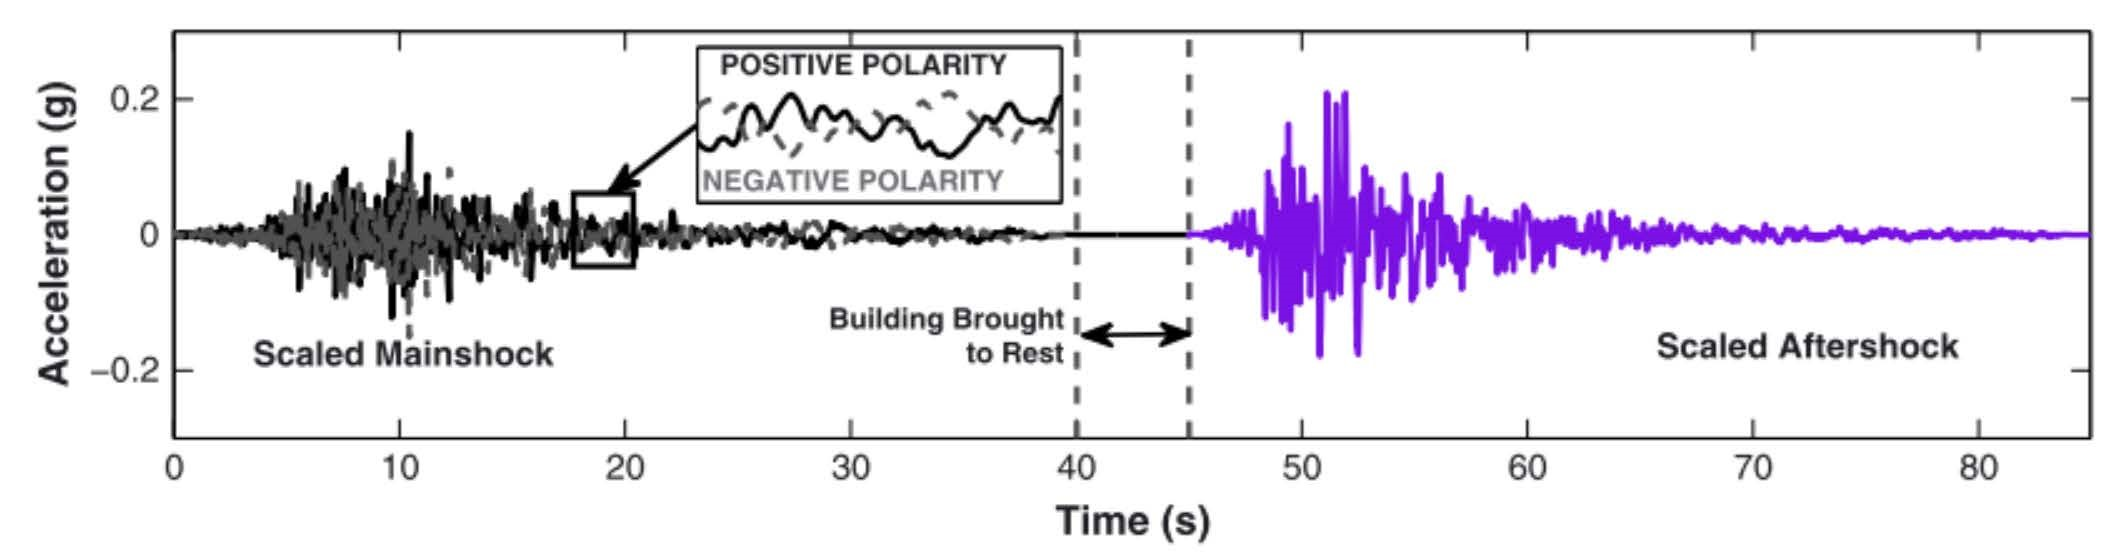 POSITIVE POLARITY
NEGATIVE POLARITY
Acceleration (g)
0.2
0
−0.2
Scaled Mainshock
Building Brought
to Rest
Scaled Aftershock
0 10 20 30 40 50 60 70 80
Time (s)